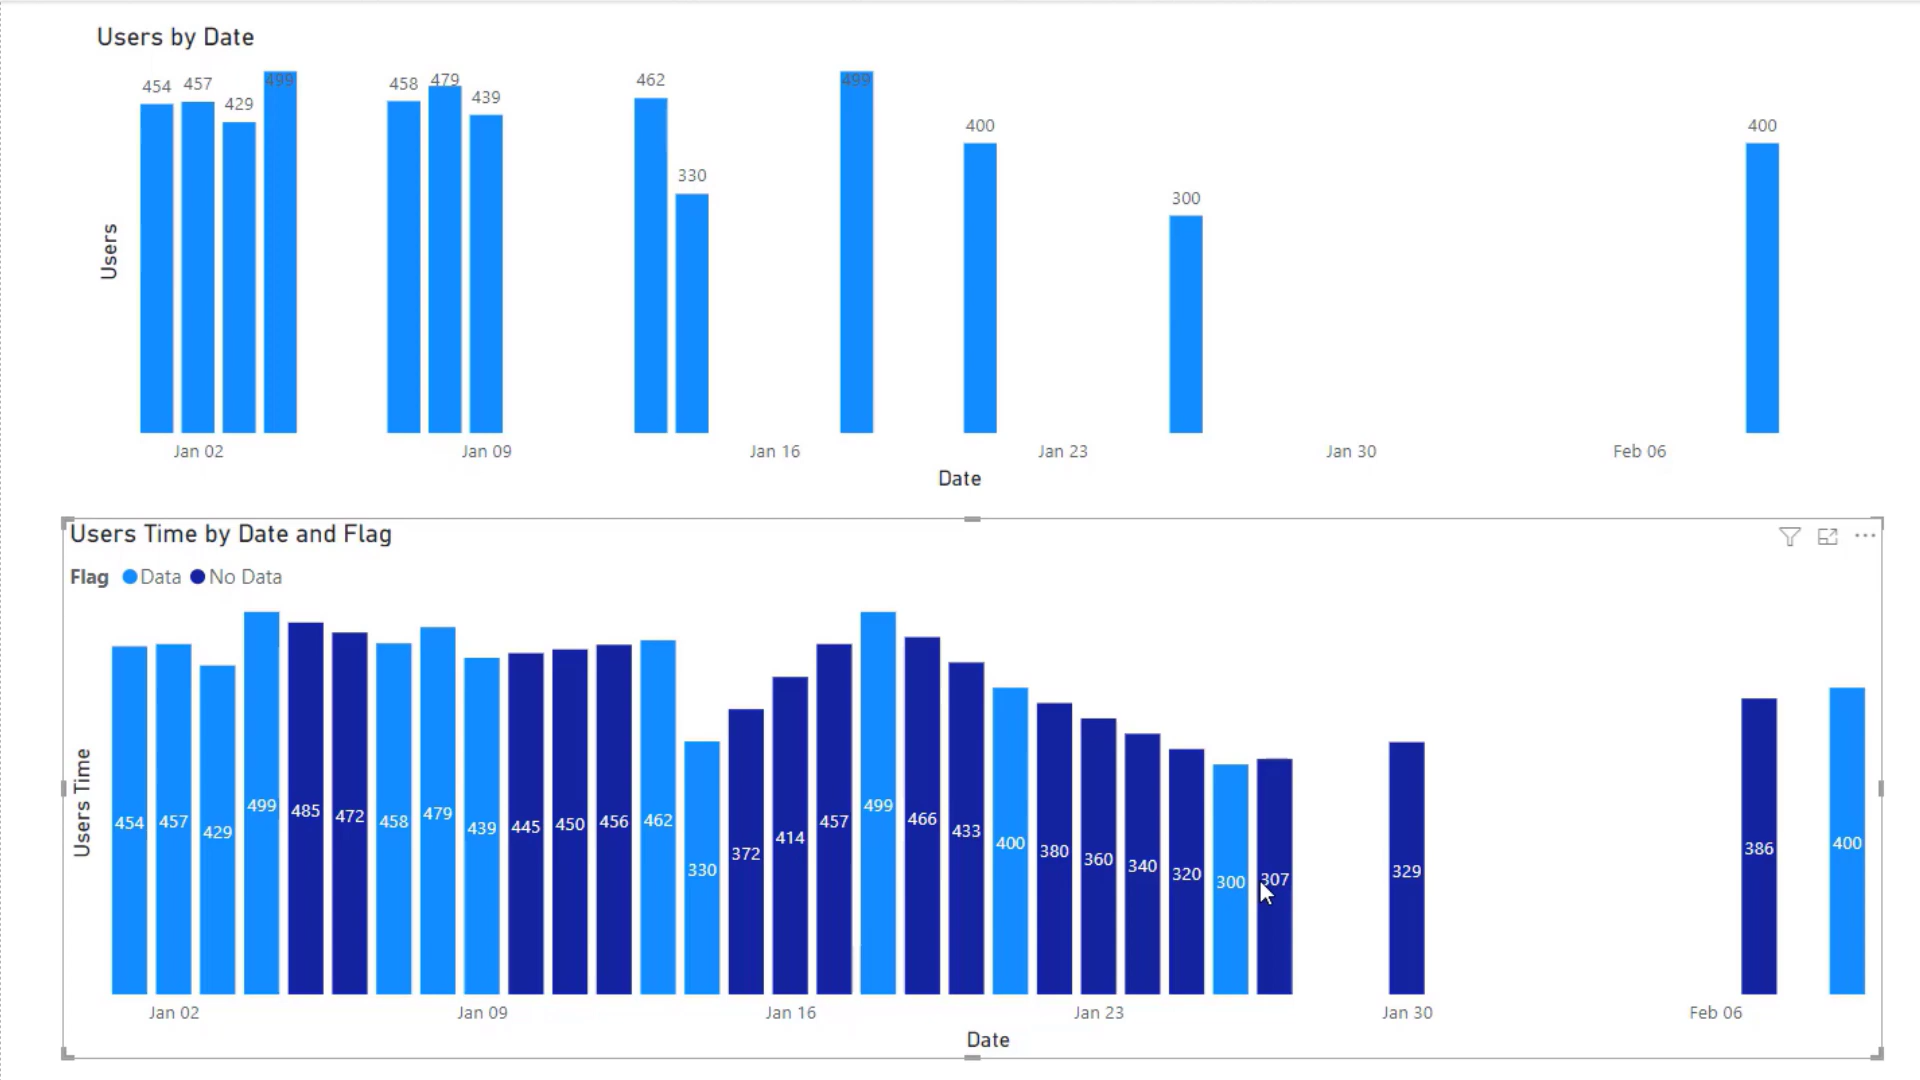 Users by Date
454 457 429 499 458 479 439 462 330 499 400 300 400
Users
Jan 02 Jan 09 Jan 16 Jan 23 Jan 30 Feb 06
Date
Users Time by Date and Flag
Flag Data No Data
454 457 429 499 485 472 458 479 439 445 450 456 462 330 372 414 457 499 466 433 400 380 360 340 320 300 307 329 386 400
Users Time
Jan 02 Jan 09 Jan 16 Jan 23 Jan 30 Feb 06
Date